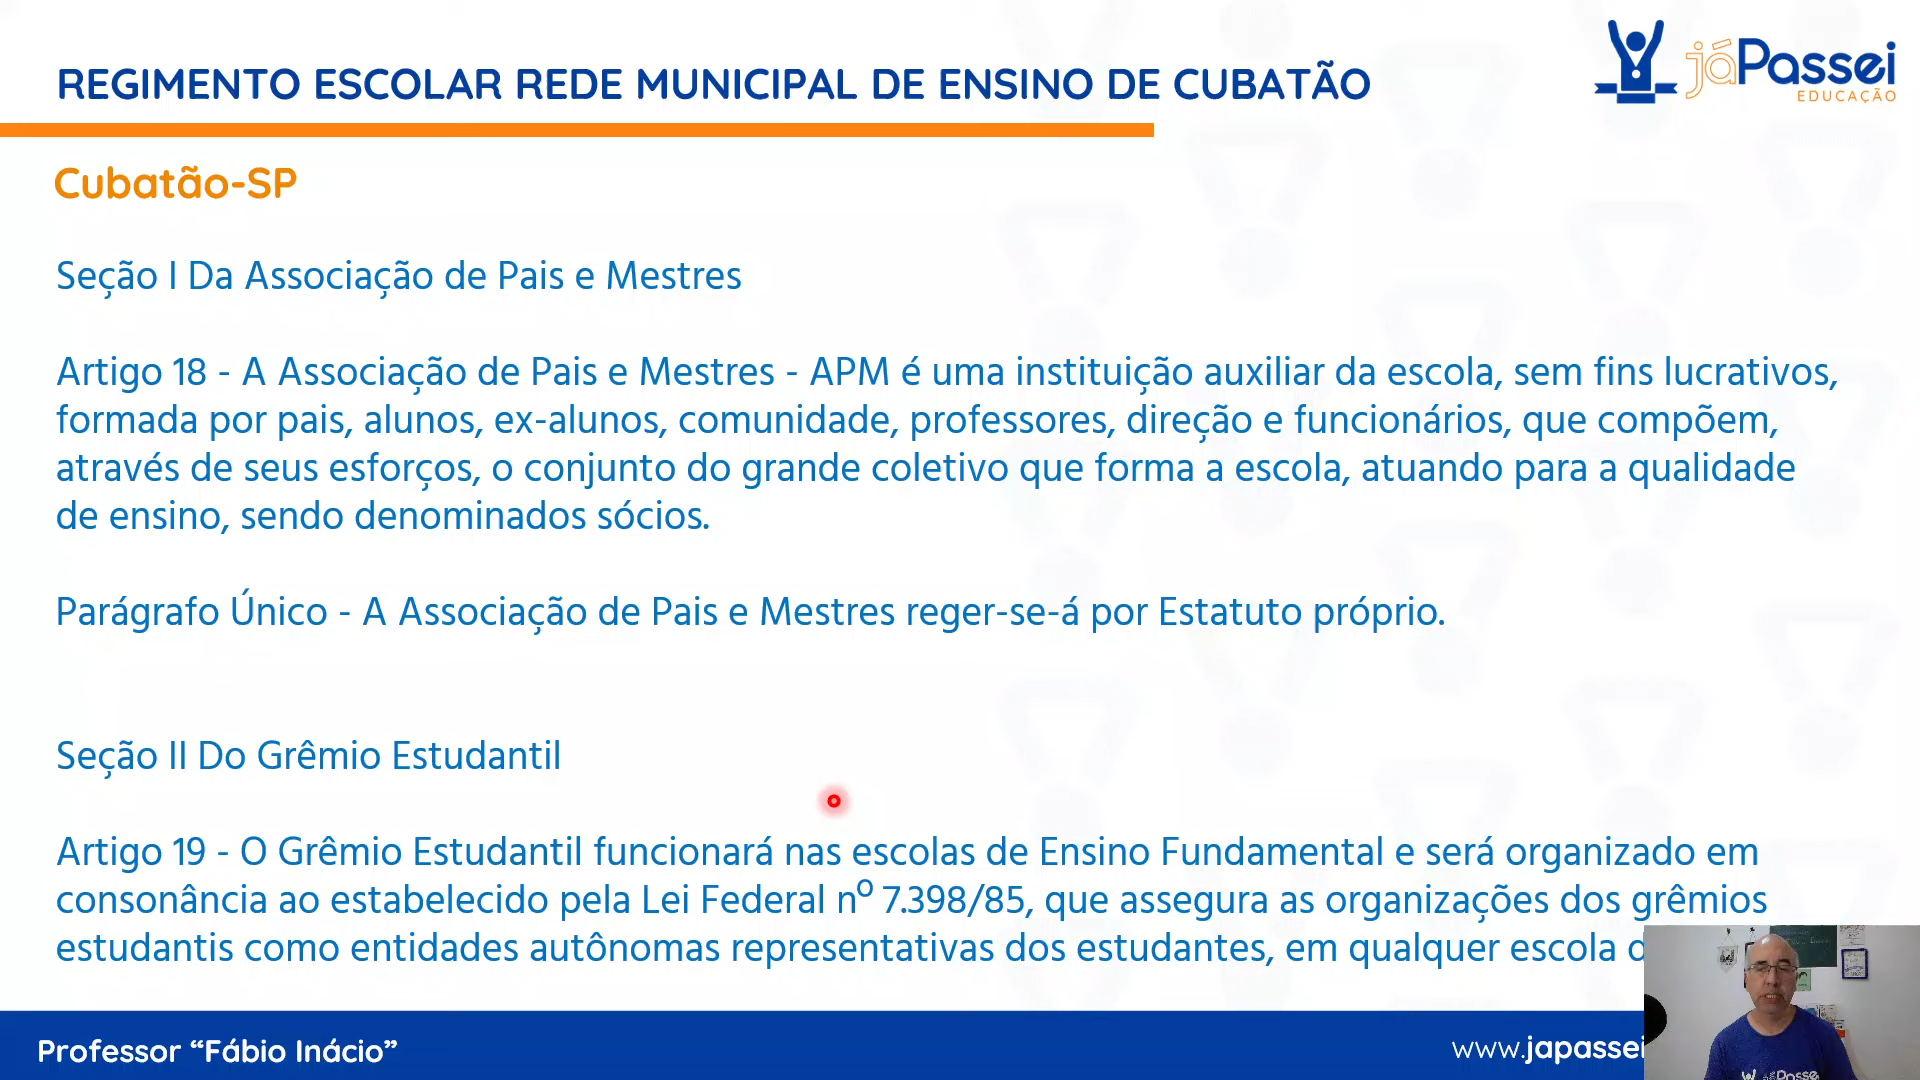 REGIMENTO ESCOLAR REDE MUNICIPAL DE ENSINO DE CUBATÃO
jáPassei
EDUCAÇÃO
Cubatão-SP
Seção I Da Associação de Pais e Mestres
Artigo 18 - A Associação de Pais e Mestres - APM é uma instituição auxiliar da escola, sem fins lucrativos,
formada por pais, alunos, ex-alunos, comunidade, professores, direção e funcionários, que compõem,
através de seus esforços, o conjunto do grande coletivo que forma a escola, atuando para a qualidade
de ensino, sendo denominados sócios.
Parágrafo Único - A Associação de Pais e Mestres reger-se-á por Estatuto próprio.
Seção II Do Grêmio Estudantil
Artigo 19 - O Grêmio Estudantil funcionará nas escolas de Ensino Fundamental e será organizado em
consonância ao estabelecido pela Lei Federal nº 7.398/85, que assegura as organizações dos grêmios
estudantis como entidades autônomas representativas dos estudantes, em qualquer escola
Professor “Fábio Inácio”
www.japassei
jáPassei